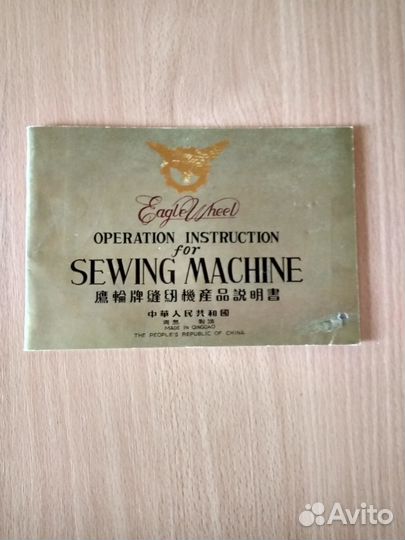 Eagle Wheel
OPERATION INSTRUCTION
for
SEWING MACHINE
鷹輪牌縫纫機產品説明書
中華人民共和國
MADE IN QINGDAO
THE PEOPLE'S REPUBLIC OF CHINA
Avito